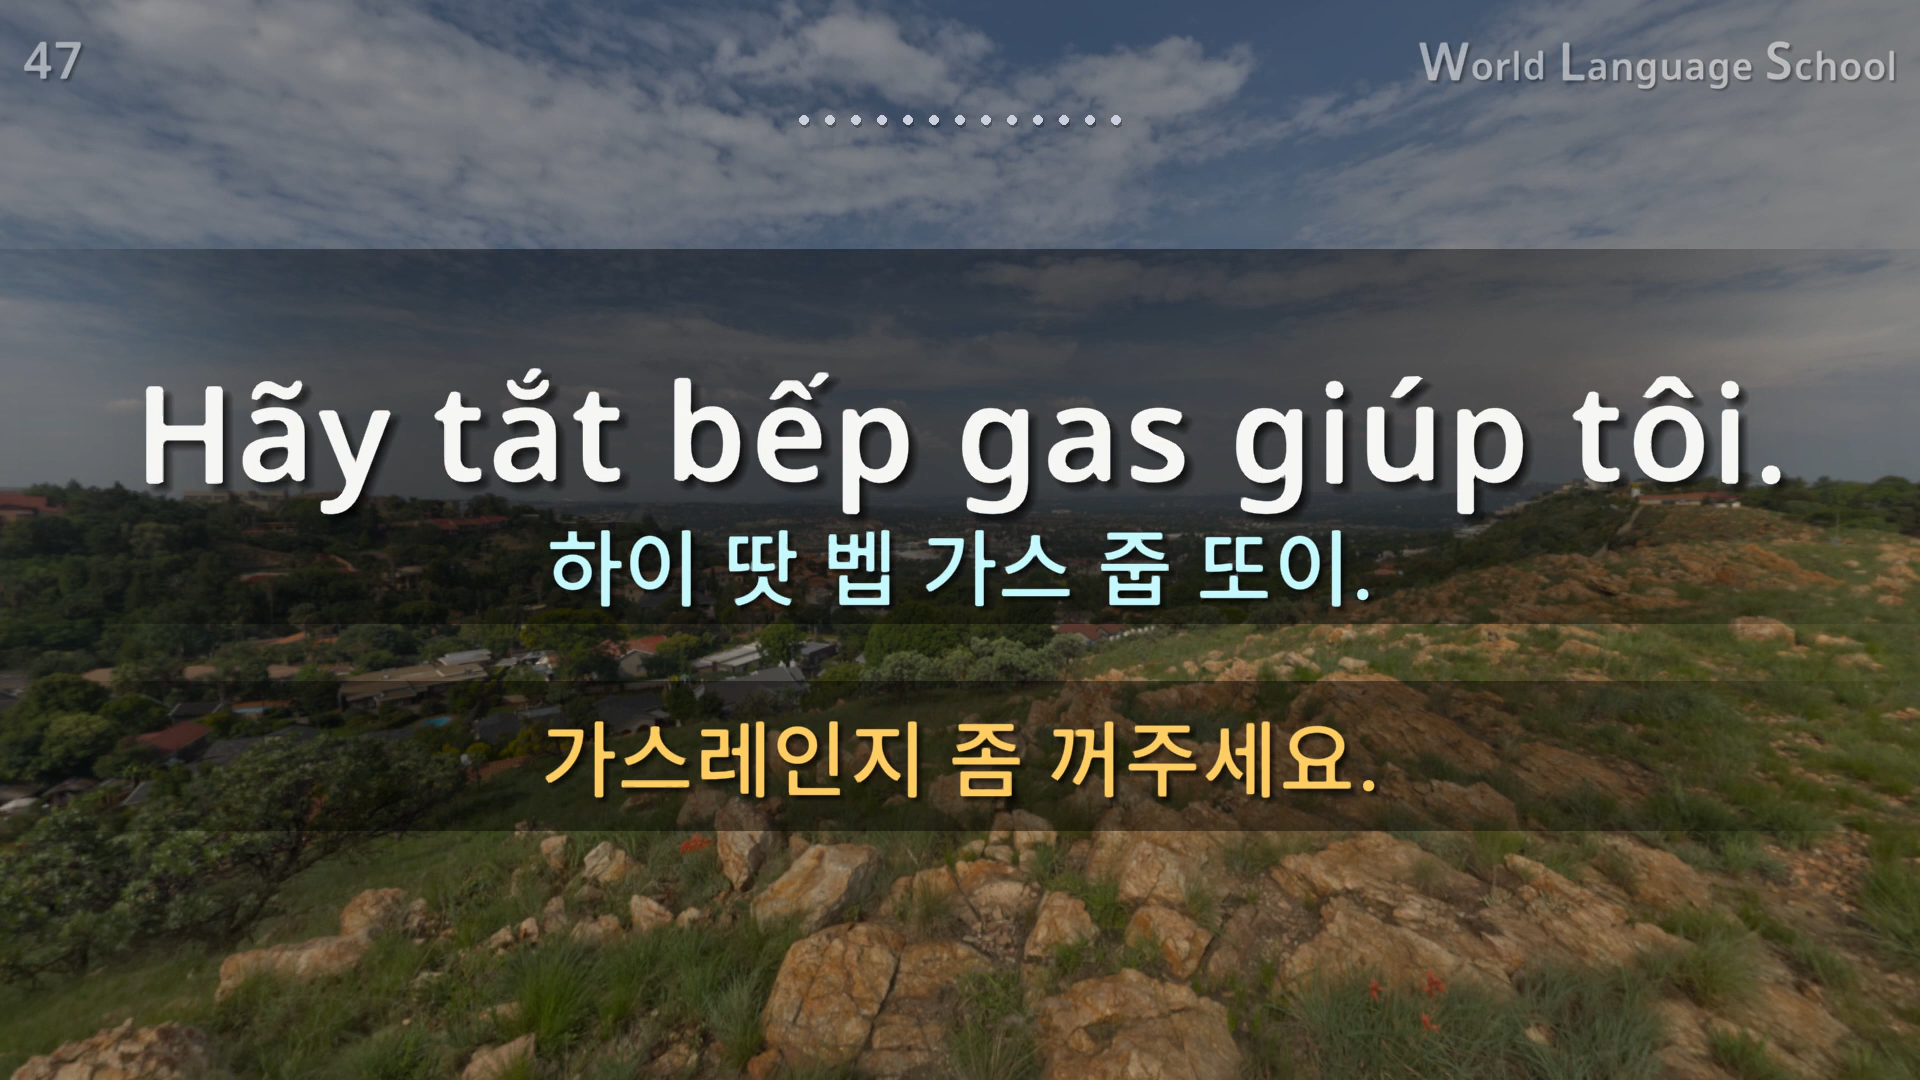 47
World Language School
Hãy tắt bếp gas giúp tôi.
하이 땃 벱 가스 줍 또이.
가스레인지 좀 꺼주세요.